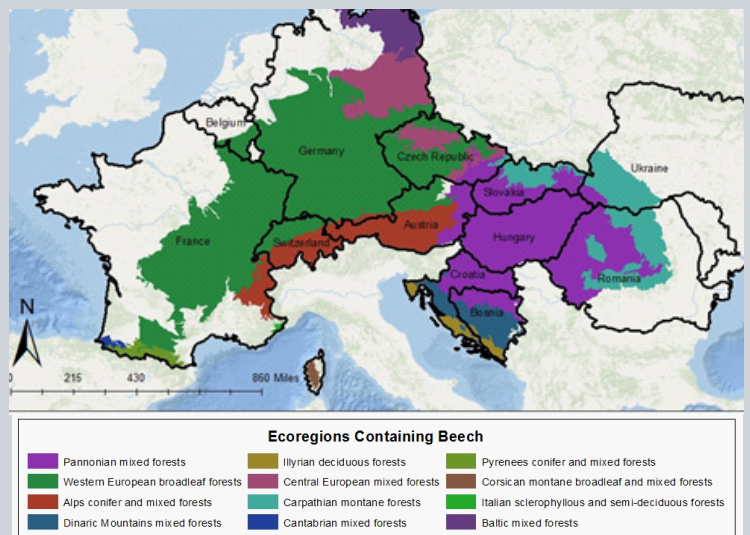 Belgium
Germany
Czech Republic
Ukraine
Slovakia
France
Switzerland
Austria
Hungary
Croatia
Romania
Bosnia
N
0 215 430 860 Miles
Ecoregions Containing Beech
Pannonian mixed forests
Illyrian deciduous forests
Pyrenees conifer and mixed forests
Western European broadleaf forests
Central European mixed forests
Corsican montane broadleaf and mixed forests
Alps conifer and mixed forests
Carpathian montane forests
Italian sclerophyllous and semi-deciduous forests
Dinaric Mountains mixed forests
Cantabrian mixed forests
Baltic mixed forests